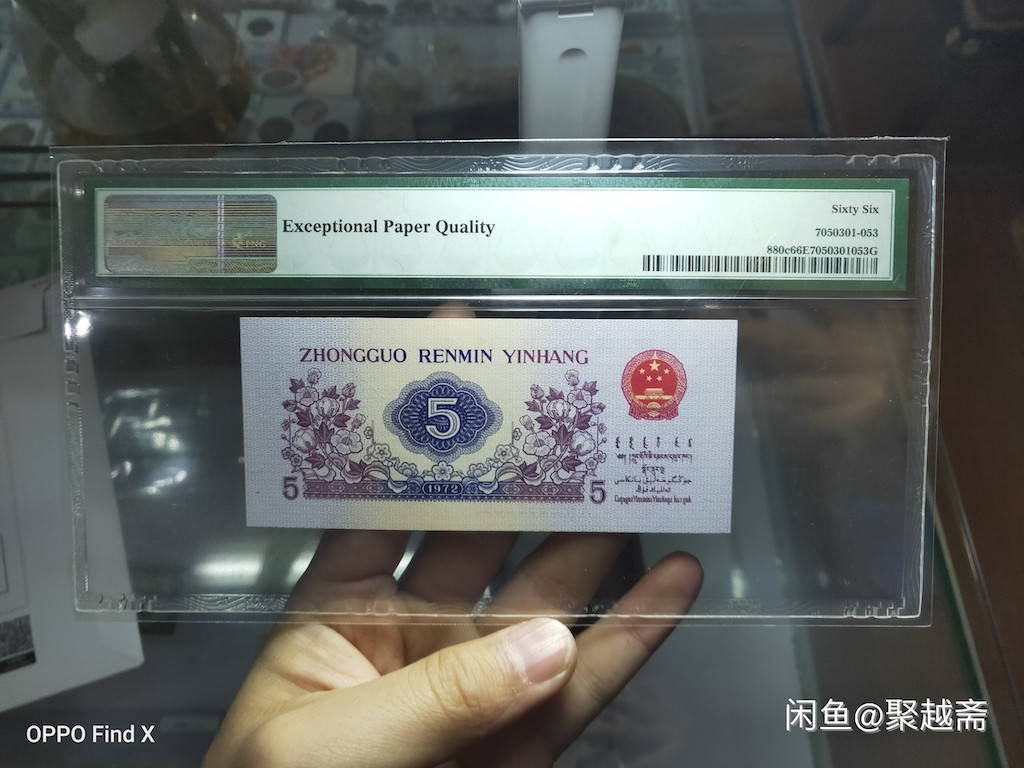 PMG
Exceptional Paper Quality
Sixty Six
7050301-053
880c66E7050301053G
ZHONGGUO RENMIN YINHANG
5
1972
5
5
OPPO Find X
闲鱼@聚越斋